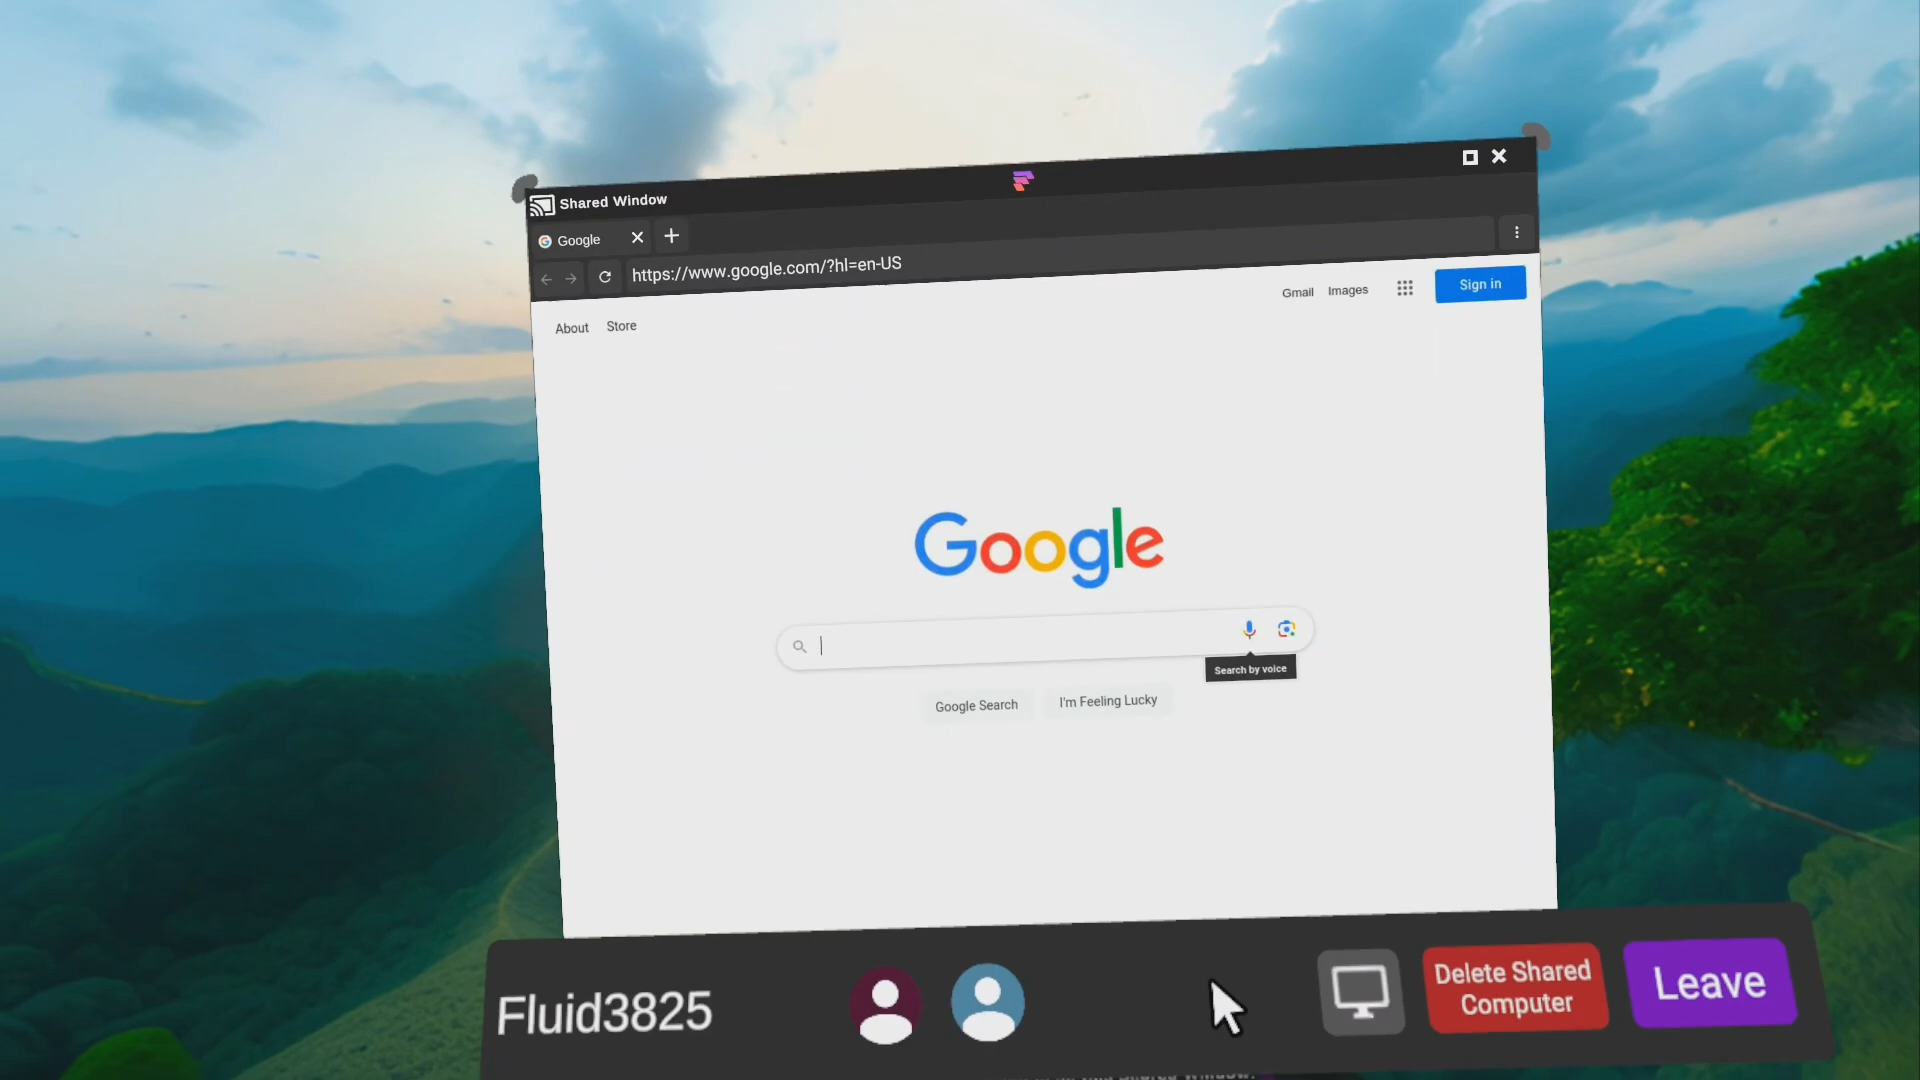 Shared Window
Google
https://www.google.com/?hl=en-US
About Store
Gmail Images Sign in
Google
Search by voice
Google Search I'm Feeling Lucky
Fluid3825
Delete Shared
Computer
Leave